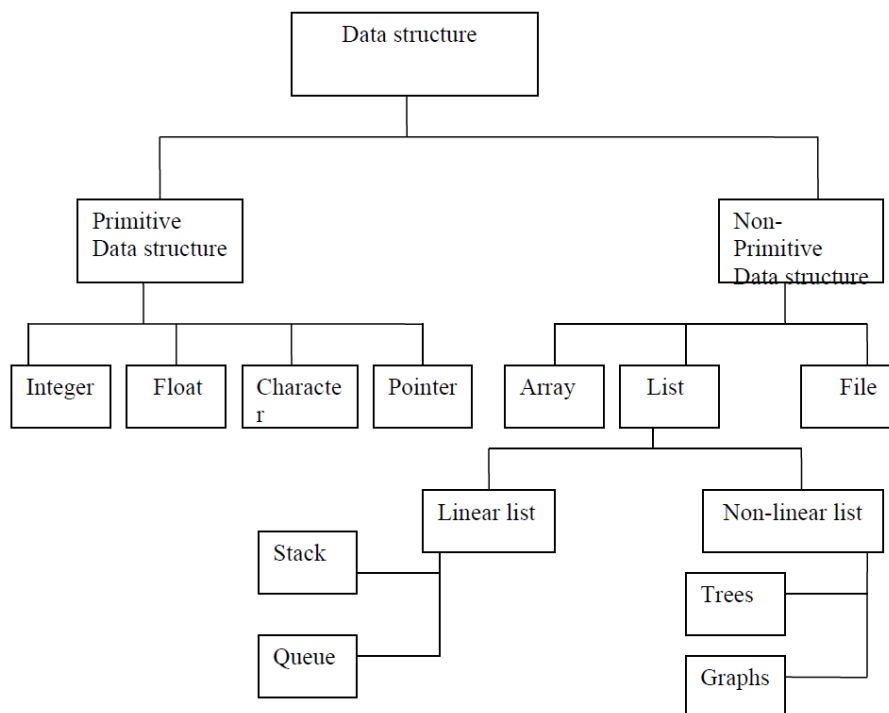 Data structure
Primitive
Data structure
Non-
Primitive
Data structure
Integer
Float
Characte
r
Pointer
Array
List
File
Linear list
Non-linear list
Stack
Trees
Queue
Graphs